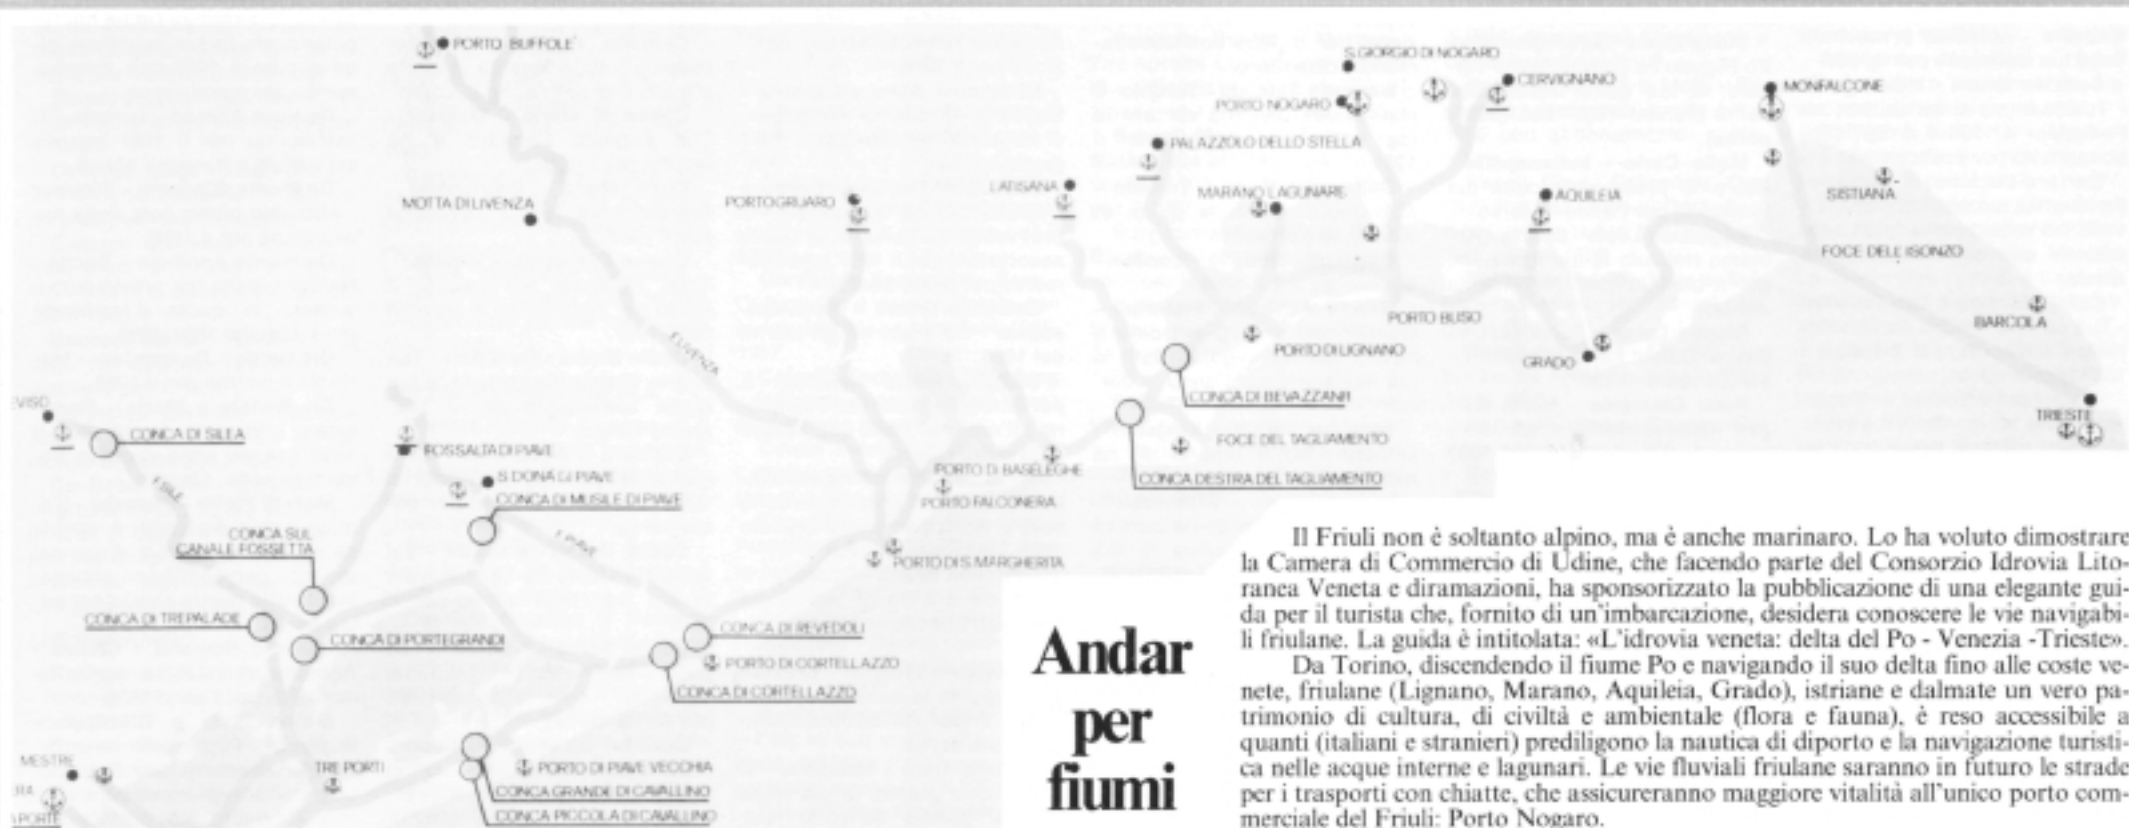 PORTO BUFFOLE'
S. GIORGIO DI NOGARO
CERVIGNANO
MONFALCONE
PORTO NOGARO
PALAZZOLO DELLO STELLA
LATISANA
MARANO LAGUNARE
AQUILEIA
SISTIANA
MOTTA DI LIVENZA
PORTOGRUARO
FOCE DELL'ISONZO
BARCOLA
PORTO BUSO
PORTO DI LIGNANO
GRADO
F. LIVENZA
CONCA DI BEVAZZANA
TRIESTE
VISO
CONCA DI SILEA
FOSSALTA DI PIAVE
FOCE DEL TAGLIAMENTO
PORTO DI BASELEGHE
CONCA DESTRA DEL TAGLIAMENTO
S. DONA' DI PIAVE
CONCA DI MUSILE DI PIAVE
PORTO FALCONERA
F. SILE
F. PIAVE
CONCA SUL
CANALE FOSSETTA
PORTO DI S. MARGHERITA
CONCA DI TREPALADE
CONCA DI PORTEGRANDI
CONCA DI REVEDOLI
PORTO DI CORTELLAZZO
CONCA DI CORTELLAZZO
MESTRE
TREPORTI
PORTO DI PIAVE VECCHIA
CONCA GRANDE DI CAVALLINO
CONCA PICCOLA DI CAVALLINO
RA
PORTE
Andar
per
fiumi
Il Friuli non è soltanto alpino, ma è anche marinaro. Lo ha voluto dimostrare
la Camera di Commercio di Udine, che facendo parte del Consorzio Idrovia Lito-
ranea Veneta e diramazioni, ha sponsorizzato la pubblicazione di una elegante gui-
da per il turista che, fornito di un'imbarcazione, desidera conoscere le vie navigabi-
li friulane. La guida è intitolata: «L'idrovia veneta: delta del Po - Venezia -Trieste».
Da Torino, discendendo il fiume Po e navigando il suo delta fino alle coste ve-
nete, friulane (Lignano, Marano, Aquileia, Grado), istriane e dalmate un vero pa-
trimonio di cultura, di civiltà e ambientale (flora e fauna), è reso accessibile a
quanti (italiani e stranieri) prediligono la nautica di diporto e la navigazione turisti-
ca nelle acque interne e lagunari. Le vie fluviali friulane saranno in futuro le strade
per i trasporti con chiatte, che assicureranno maggiore vitalità all'unico porto com-
merciale del Friuli: Porto Nogaro.